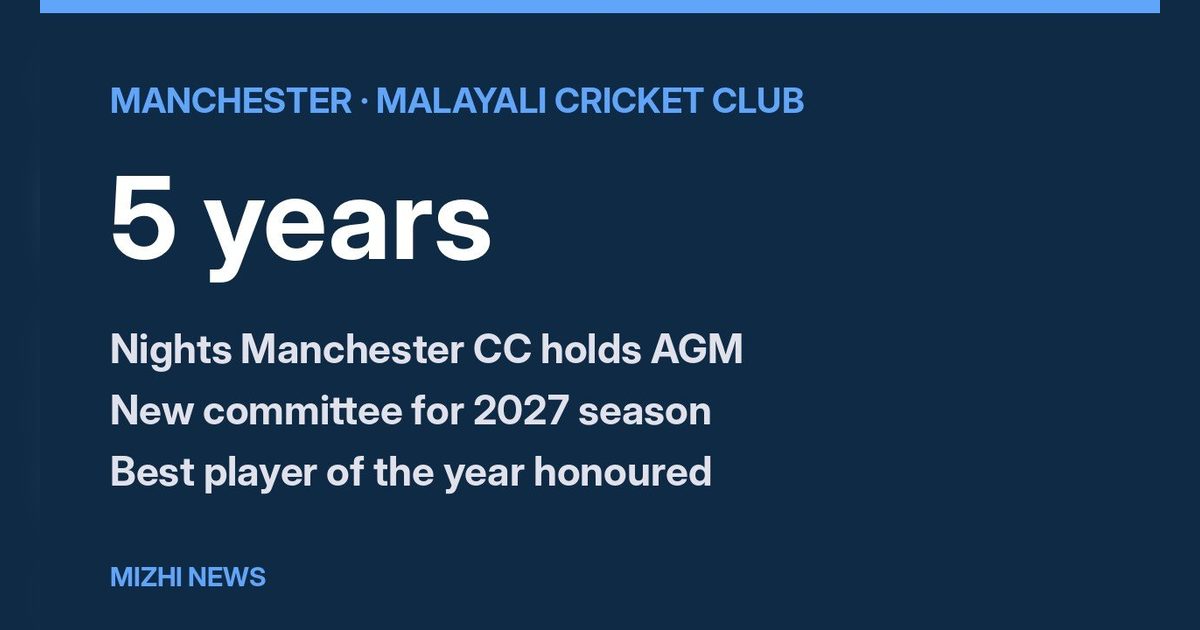 MANCHESTER · MALAYALI CRICKET CLUB
5 years
Nights Manchester CC holds AGM
New committee for 2027 season
Best player of the year honoured
MIZHI NEWS